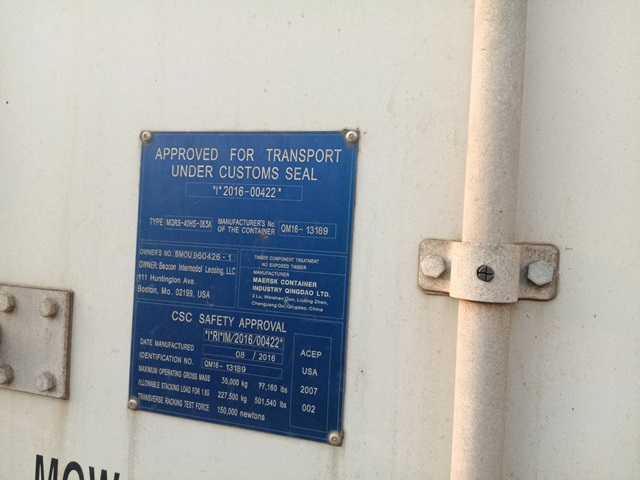 APPROVED FOR TRANSPORT
UNDER CUSTOMS SEAL
*I*2016-00422*
TYPE MQRS-40HS-063A MANUFACTURER'S No. OF THE CONTAINER QM16-13189
OWNER'S NO. BMOU 960426-1
OWNER: Beacon Intermodal Leasing, LLC
111 Huntington Ave.
Boston, Ma. 02199, USA
TIMBER COMPONENT TREATMENT
NO EXPOSED TIMBER
MANUFACTURER
MAERSK CONTAINER
INDUSTRY QINGDAO LTD.
Chengyang Qu, Qingdao, China
CSC SAFETY APPROVAL
*I*RI*IM/2016/00422*
DATE MANUFACTURED 08 / 2016
IDENTIFICATION NO. QM16-13189
MAXIMUM OPERATING GROSS MASS 35,000 kg 77,160 lbs
ALLOWABLE STACKING LOAD FOR 1.8G 227,500 kg 501,540 lbs
TRANSVERSE RACKING TEST FORCE 150,000 newtons
ACEP
USA
2007
002